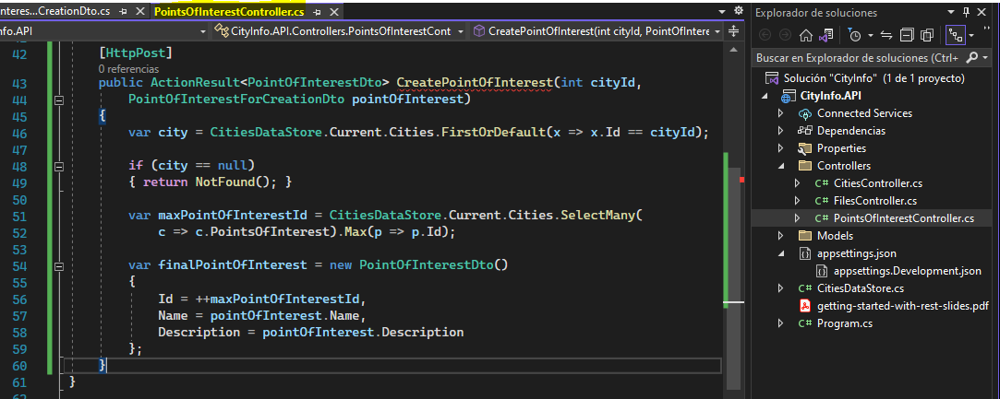 nteres...CreationDto.cs
PointsOfInterestController.cs
nfo.API
CityInfo.API.Controllers.PointsOfInterestCont
CreatePointOfInterest(int cityId, PointOfIntere
42 [HttpPost]
0 referencias
43 public ActionResult<PointOfInterestDto> CreatePointOfInterest(int cityId,
44 PointOfInterestForCreationDto pointOfInterest)
45 {
46 var city = CitiesDataStore.Current.Cities.FirstOrDefault(x => x.Id == cityId);
47
48 if (city == null)
49 { return NotFound(); }
50
51 var maxPointOfInterestId = CitiesDataStore.Current.Cities.SelectMany(
52 c => c.PointsOfInterest).Max(p => p.Id);
53
54 var finalPointOfInterest = new PointOfInterestDto()
55 {
56 Id = ++maxPointOfInterestId,
57 Name = pointOfInterest.Name,
58 Description = pointOfInterest.Description
59 };
60 }
61 }
62
Explorador de soluciones
Buscar en Explorador de soluciones (Ctrl+
Solución "CityInfo" (1 de 1 proyecto)
CityInfo.API
Connected Services
Dependencias
Properties
Controllers
C# CitiesController.cs
C# FilesController.cs
C# PointsOfInterestController.cs
Models
appsettings.json
appsettings.Development.json
C# CitiesDataStore.cs
getting-started-with-rest-slides.pdf
C# Program.cs